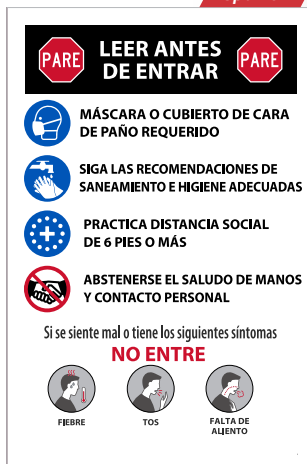 PARE
LEER ANTES
DE ENTRAR
PARE
MÁSCARA O CUBIERTO DE CARA
DE PAÑO REQUERIDO
SIGA LAS RECOMENDACIONES DE
SANEAMIENTO E HIGIENE ADECUADAS
PRACTICA DISTANCIA SOCIAL
DE 6 PIES O MÁS
ABSTENERSE EL SALUDO DE MANOS
Y CONTACTO PERSONAL
Si se siente mal o tiene los siguientes síntomas
NO ENTRE
FIEBRE
TOS
FALTA DE
ALIENTO